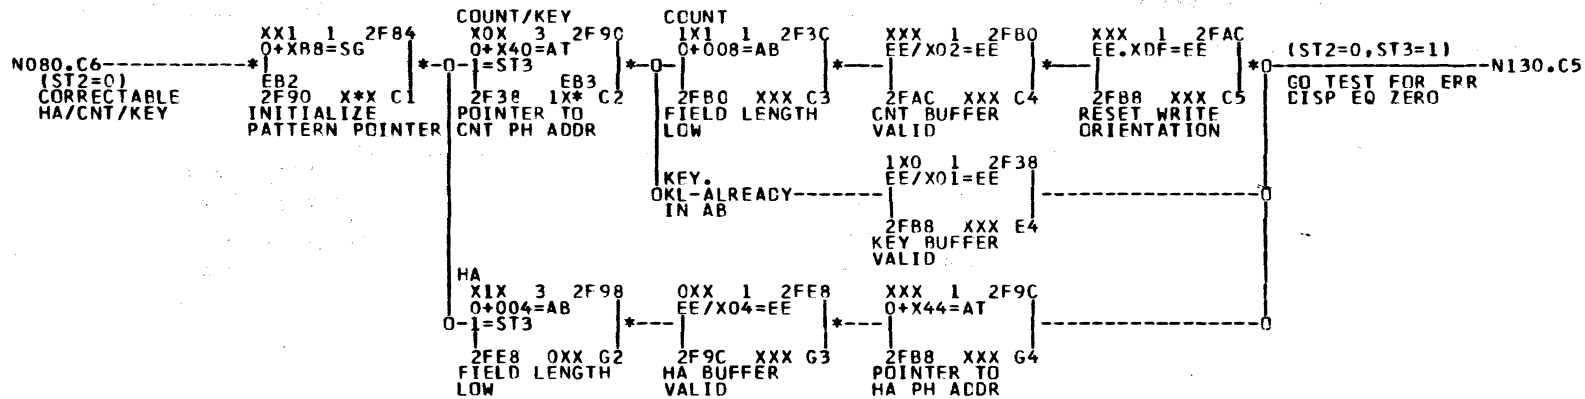 COUNT/KEY COUNT
XX1 1 2F84 X0X 3 2F90 1X1 1 2F3C XXX 1 2FB0 XXX 1 2FAC
0+XB8=SG 0+X40=AT 0+008=AB EE/X02=EE EE.XDF=EE (ST2=0,ST3=1)
N080.C6-----------* *-O-1=ST3 *-O- *--- *--- *O ------N130.C5
(ST2=0) EB2 EB3 GO TEST FOR ERR
CORRECTABLE 2F90 X*X C1 2F38 1X* C2 2FB0 XXX C3 2FAC XXX C4 2FB8 XXX C5 DISP EQ ZERO
HA/CNT/KEY INITIALIZE POINTER TO FIELD LENGTH CNT BUFFER RESET WRITE
PATTERN POINTER CNT PH ADDR LOW VALID ORIENTATION
1X0 1 2F38
KEY. EE/X01=EE
OKL-ALREADY------- ----------------O
IN AB
2FB8 XXX E4
KEY BUFFER
VALID
HA
X1X 3 2F98 0XX 1 2FE8 XXX 1 2F9C
0+004=AB EE/X04=EE 0+X44=AT
O-1=ST3 *--- *--- ----------------O
2FE8 0XX G2 2F9C XXX G3 2FB8 XXX G4
FIELD LENGTH HA BUFFER POINTER TO
LOW VALID HA PH ADDR